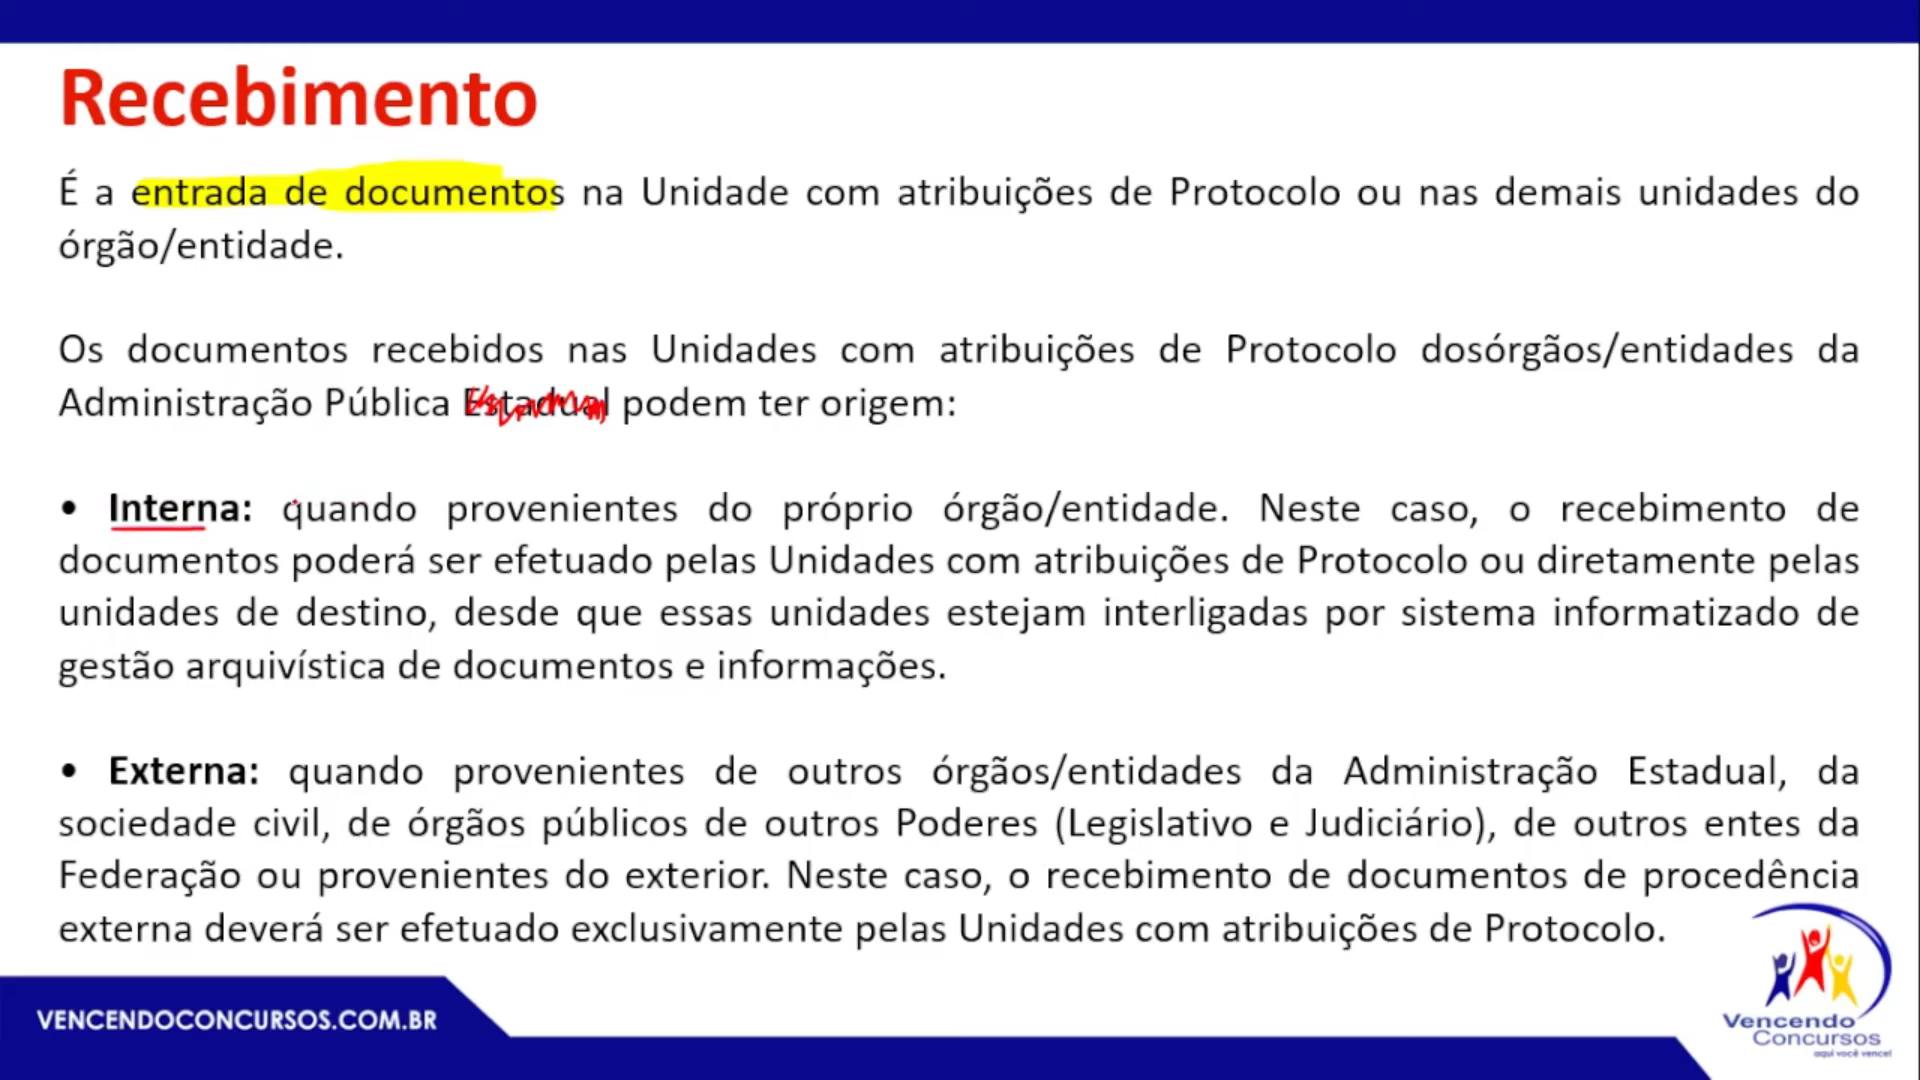 Recebimento
É a entrada de documentos na Unidade com atribuições de Protocolo ou nas demais unidades do
órgão/entidade.
Os documentos recebidos nas Unidades com atribuições de Protocolo dosórgãos/entidades da
Administração Pública Estadual podem ter origem:
• Interna: quando provenientes do próprio órgão/entidade. Neste caso, o recebimento de
documentos poderá ser efetuado pelas Unidades com atribuições de Protocolo ou diretamente pelas
unidades de destino, desde que essas unidades estejam interligadas por sistema informatizado de
gestão arquivística de documentos e informações.
• Externa: quando provenientes de outros órgãos/entidades da Administração Estadual, da
sociedade civil, de órgãos públicos de outros Poderes (Legislativo e Judiciário), de outros entes da
Federação ou provenientes do exterior. Neste caso, o recebimento de documentos de procedência
externa deverá ser efetuado exclusivamente pelas Unidades com atribuições de Protocolo.
VENCENDOCONCURSOS.COM.BR
Vencendo
Concursos
aqui você vence!